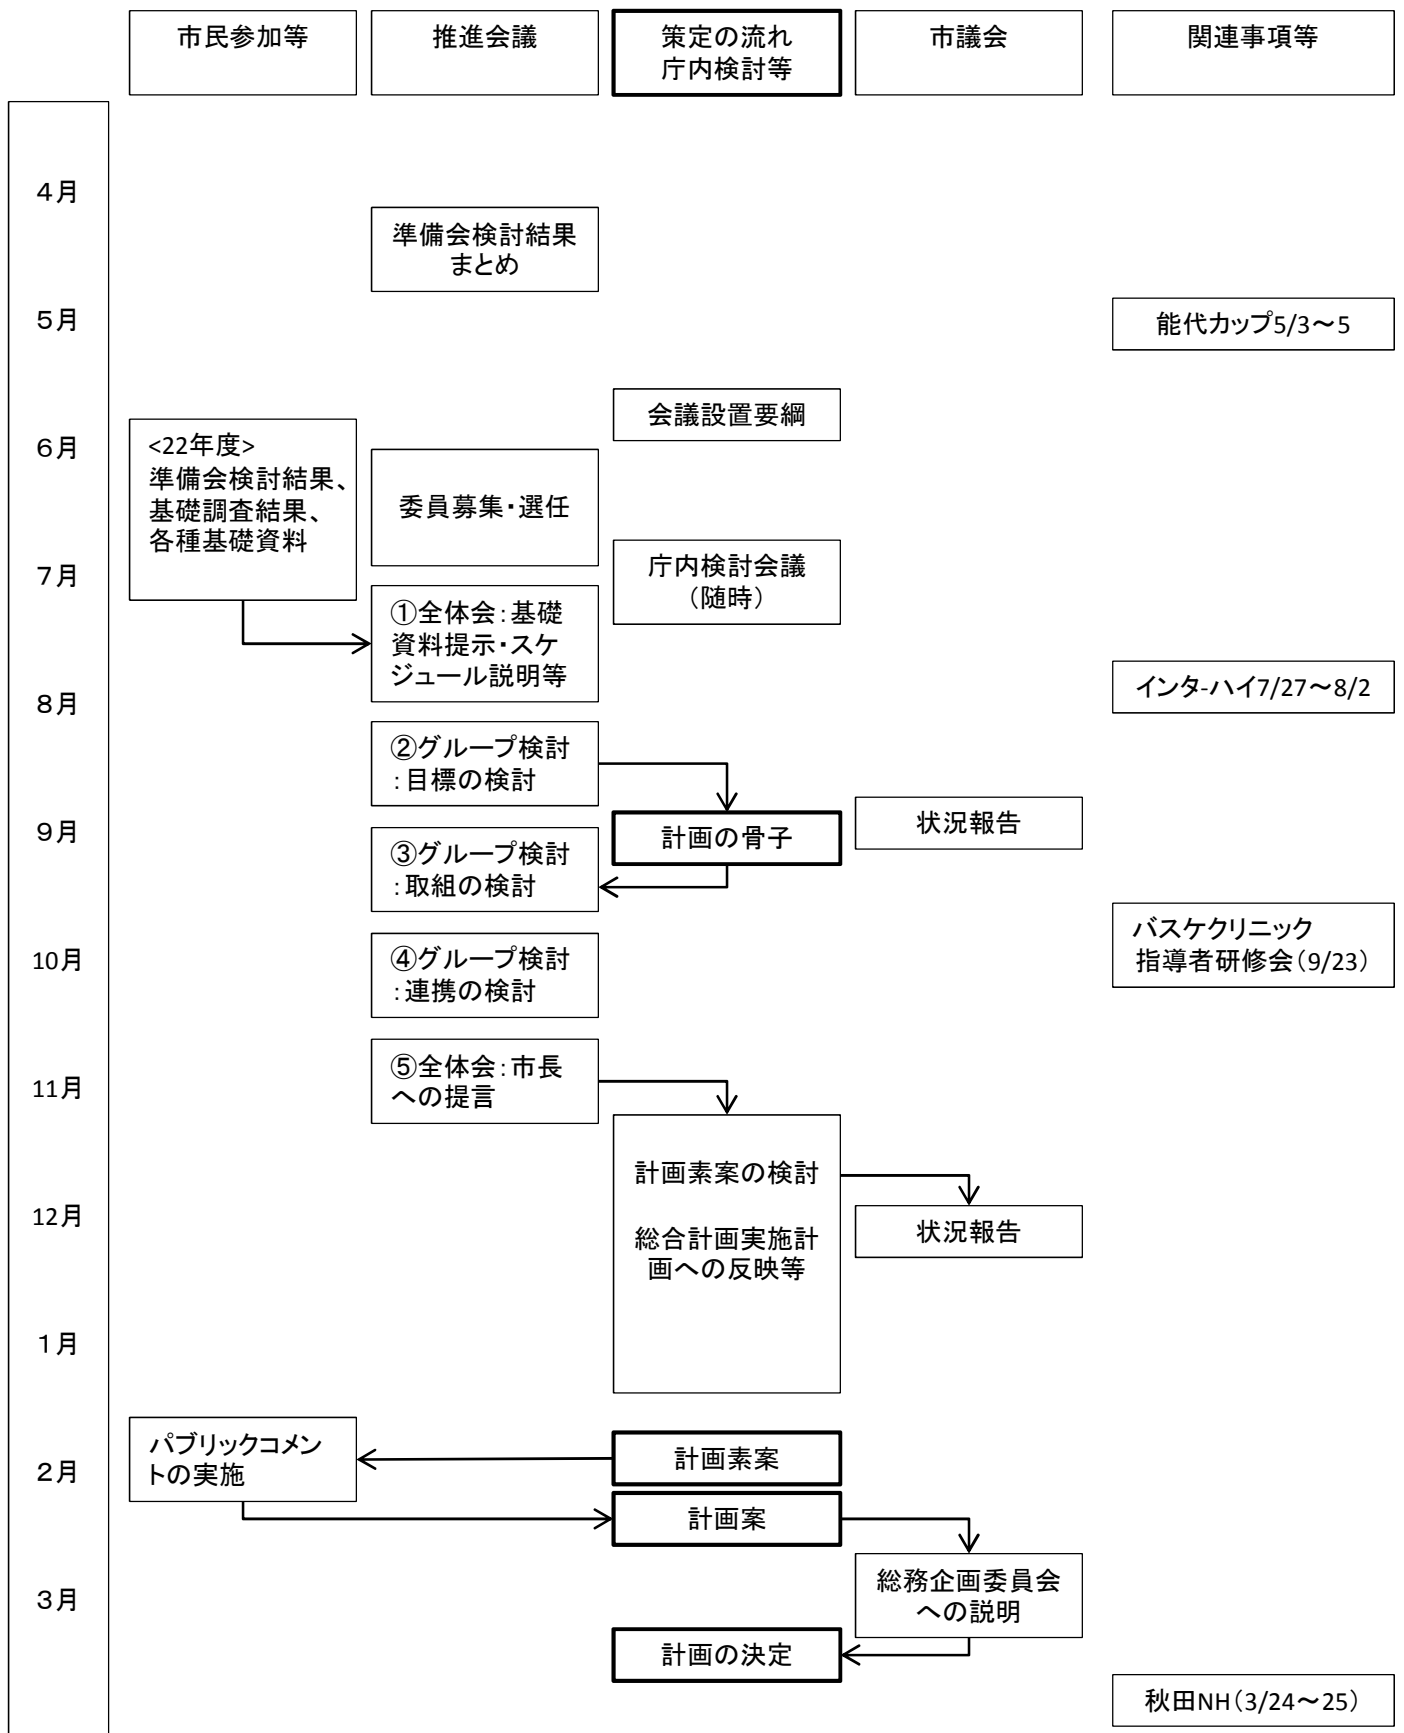 市民参加等
推進会議
策定の流れ
庁内検討等
市議会
関連事項等
４月
準備会検討結果
まとめ
５月
能代カップ5/3～5
会議設置要綱
６月
<22年度>
準備会検討結果、
基礎調査結果、
各種基礎資料
委員募集・選任
７月
庁内検討会議
（随時）
①全体会：基礎
資料提示・スケ
ジュール説明等
８月
インタ-ハイ7/27～8/2
②グループ検討
：目標の検討
９月
計画の骨子
状況報告
③グループ検討
：取組の検討
10月
バスケクリニック
指導者研修会（9/23）
④グループ検討
：連携の検討
11月
⑤全体会：市長
への提言
計画素案の検討
総合計画実施計
画への反映等
12月
状況報告
１月
パブリックコメン
トの実施
２月
計画素案
計画案
３月
総務企画委員会
への説明
計画の決定
秋田NH（3/24～25）